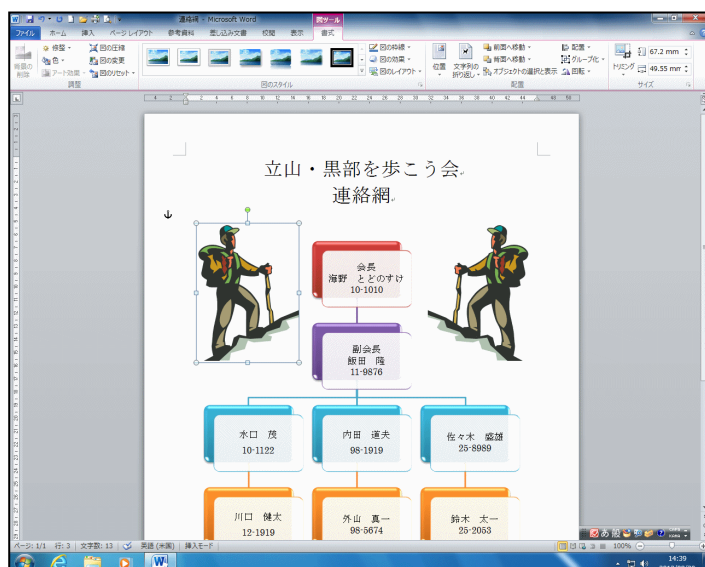 連絡網 - Microsoft Word
図ツール
ファイル ホーム 挿入 ページ レイアウト 参考資料 差し込み文書 校閲 表示 書式
背景の削除
修整
色
アート効果
図の圧縮
図の変更
図のリセット
調整
図のスタイル
図の枠線
図の効果
図のレイアウト
位置
文字列の折り返し
前面へ移動
背面へ移動
オブジェクトの選択と表示
配置
グループ化
回転
配置
トリミング
67.2 mm
49.55 mm
サイズ
立山・黒部を歩こう会
連絡網
会長
海野 とどのすけ
10-1010
副会長
飯田 隆
11-9876
水口 茂
10-1122
内田 道夫
98-1919
佐々木 盛雄
25-8989
川口 健太
12-1919
外山 真一
98-5674
鈴木 太一
25-2053
あ 般
ページ: 1/1 行: 3 文字数: 13 英語 (米国) 挿入モード
100%
14:39